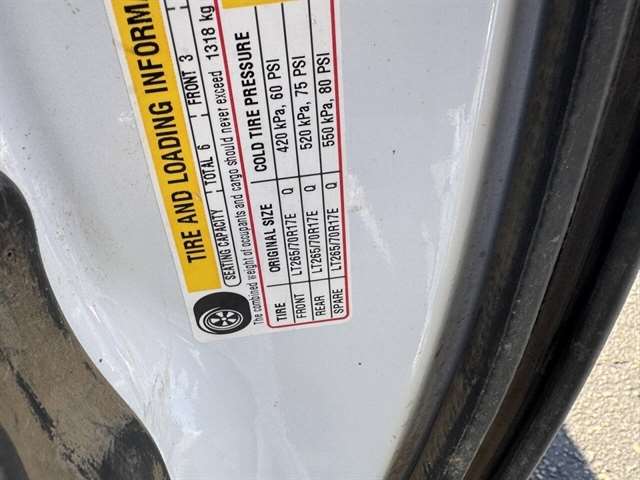 TIRE AND LOADING INFORMA
SEATING CAPACITY TOTAL 6 FRONT 3
The combined weight of occupants and cargo should never exceed 1318 kg
TIRE ORIGINAL SIZE COLD TIRE PRESSURE
FRONT LT265/70R17E Q 420 kPa, 60 PSI
REAR LT265/70R17E Q 520 kPa, 75 PSI
SPARE LT265/70R17E Q 550 kPa, 80 PSI